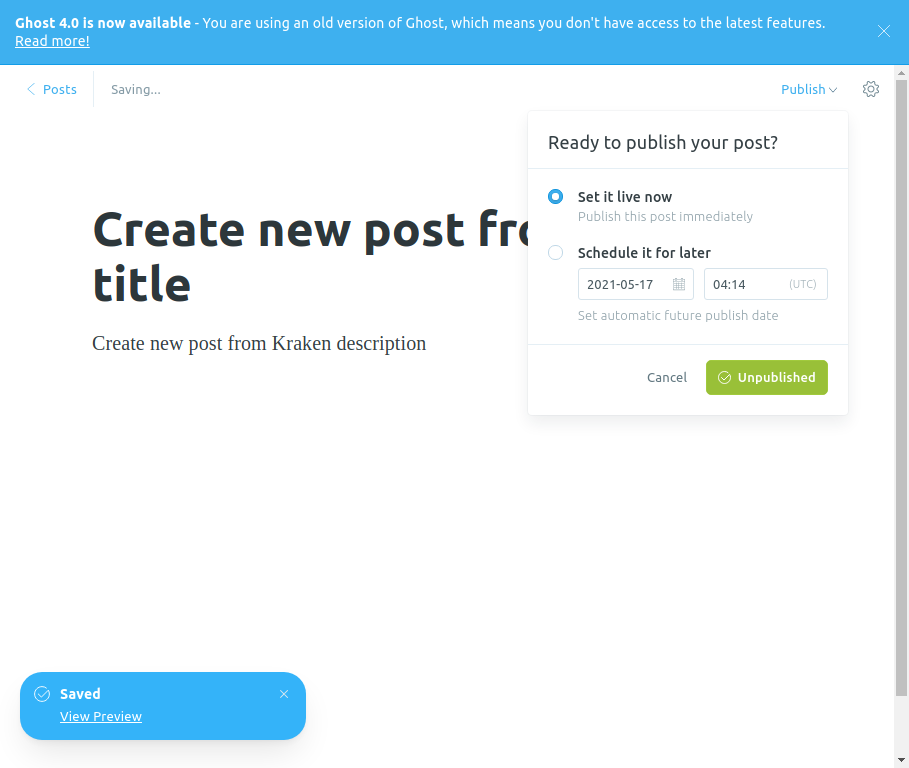 Ghost 4.0 is now available - You are using an old version of Ghost, which means you don't have access to the latest features.
Read more!
Posts
Saving...
Publish
Ready to publish your post?
Set it live now
Publish this post immediately
Schedule it for later
2021-05-17
04:14
(UTC)
Set automatic future publish date
Cancel
Unpublished
Create new post fro
title
Create new post from Kraken description
Saved
View Preview